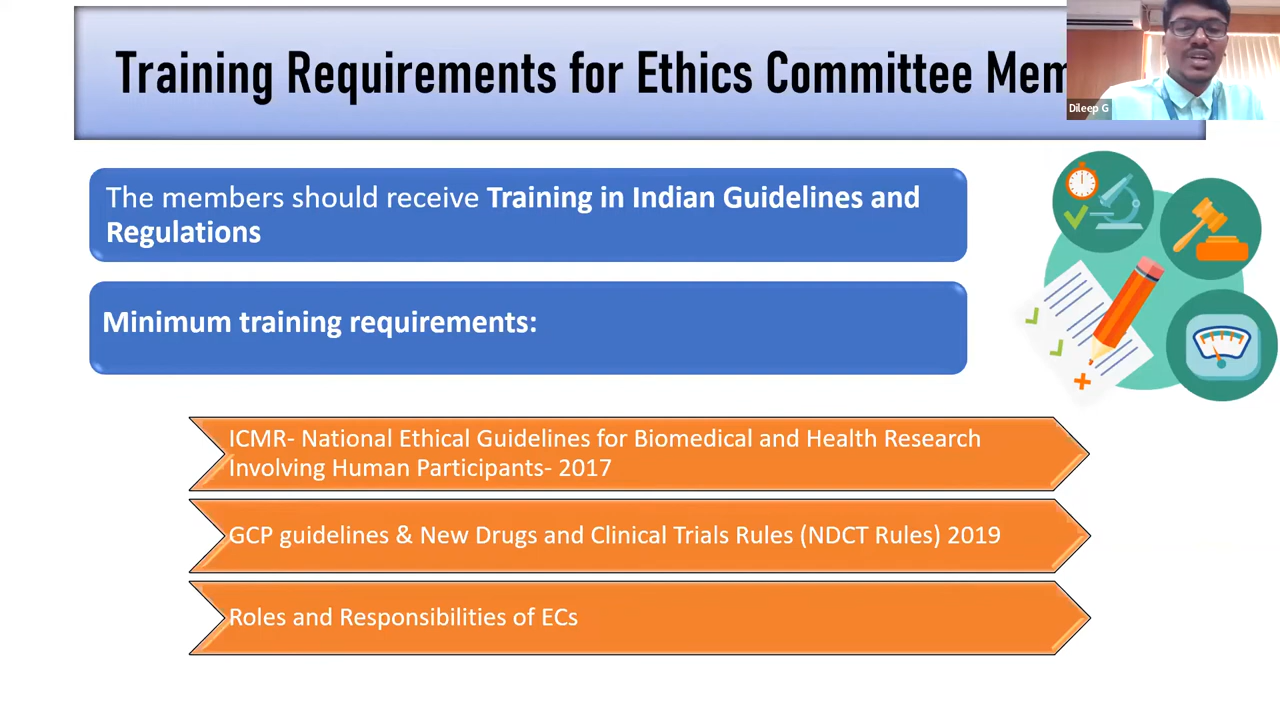 Training Requirements for Ethics Committee Mem
Dileep G
The members should receive Training in Indian Guidelines and
Regulations
Minimum training requirements:
ICMR- National Ethical Guidelines for Biomedical and Health Research
Involving Human Participants- 2017
GCP guidelines & New Drugs and Clinical Trials Rules (NDCT Rules) 2019
Roles and Responsibilities of ECs